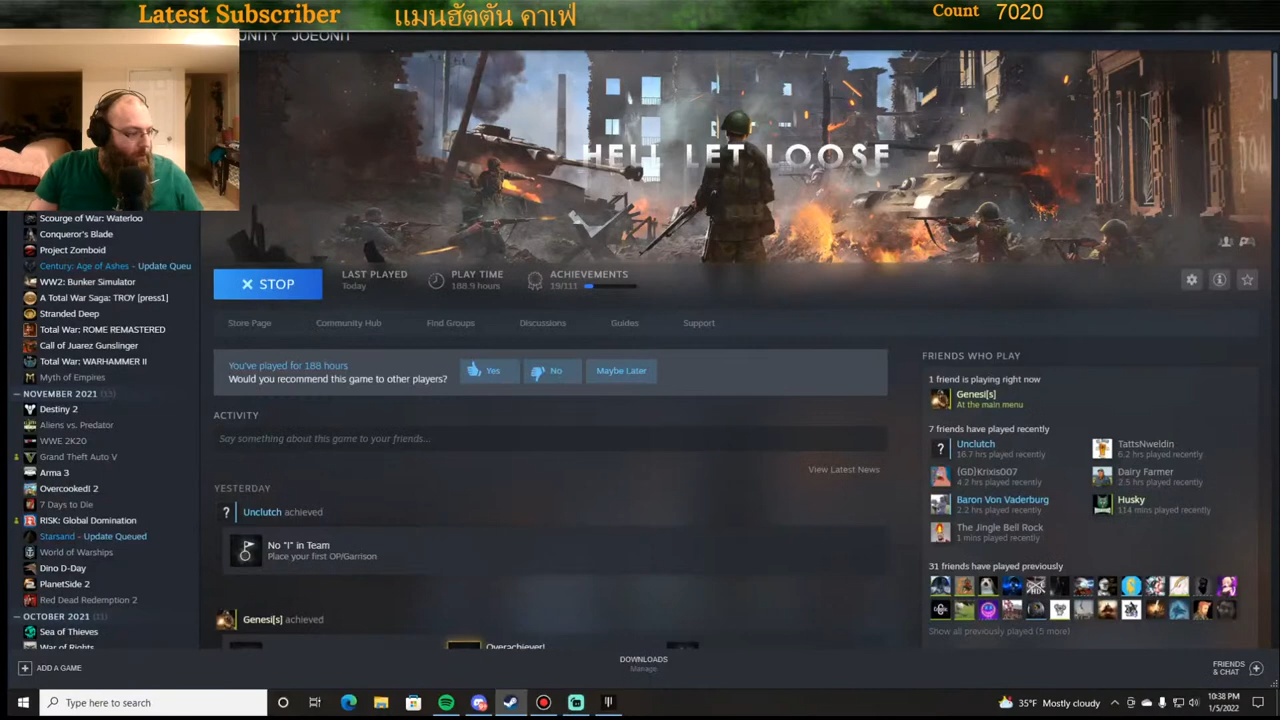 Latest Subscriber
แมนฮัตตัน คาเฟ่
Count 7020
UNITY JOEONIT
HELL LET LOOSE
Scourge of War: Waterloo
Conqueror's Blade
Project Zomboid
Century: Age of Ashes - Update Queu
WW2: Bunker Simulator
A Total War Saga: TROY [press1]
Stranded Deep
Total War: ROME REMASTERED
Call of Juarez Gunslinger
Total War: WARHAMMER II
Myth of Empires
— NOVEMBER 2021 (13)
Destiny 2
Aliens vs. Predator
WWE 2K20
Grand Theft Auto V
Arma 3
Overcooked! 2
7 Days to Die
RISK: Global Domination
Starsand - Update Queued
World of Warships
Dino D-Day
PlanetSide 2
Red Dead Redemption 2
— OCTOBER 2021 (11)
Sea of Thieves
War of Rights
X STOP
LAST PLAYED
Today
PLAY TIME
188.9 hours
ACHIEVEMENTS
19/111
Store Page
Community Hub
Find Groups
Discussions
Guides
Support
You've played for 188 hours
Would you recommend this game to other players?
Yes
No
Maybe Later
ACTIVITY
Say something about this game to your friends...
View Latest News
YESTERDAY
? Unclutch achieved
No "I" in Team
Place your first OP/Garrison
Genesi[s] achieved
Overachiever!
FRIENDS WHO PLAY
1 friend is playing right now
Genesi[s]
At the main menu
7 friends have played recently
? Unclutch
16.7 hrs played recently
TattsNweldin
6.2 hrs played recently
{GD}Krixis007
4.2 hrs played recently
Dairy Farmer
2.5 hrs played recently
Baron Von Vaderburg
2.2 hrs played recently
Husky
114 mins played recently
The Jingle Bell Rock
1 mins played recently
31 friends have played previously
Show all previously played (5 more)
+ ADD A GAME
DOWNLOADS
Manage
FRIENDS
& CHAT
Type here to search
35°F Mostly cloudy
10:38 PM
1/5/2022